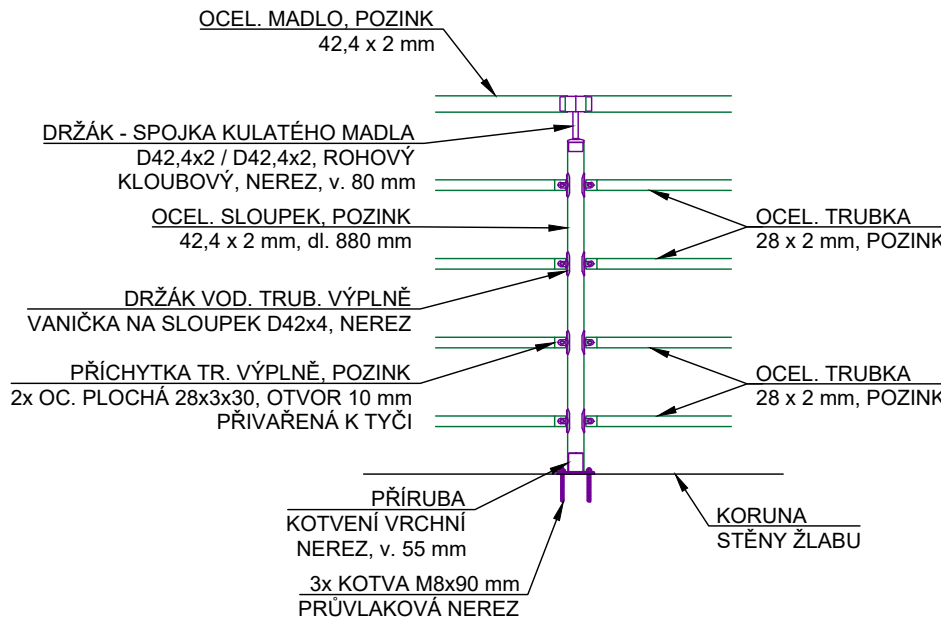 OCEL. MADLO, POZINK
42,4 x 2 mm
DRŽÁK - SPOJKA KULATÉHO MADLA
D42,4x2 / D42,4x2, ROHOVÝ
KLOUBOVÝ, NEREZ, v. 80 mm
OCEL. SLOUPEK, POZINK
42,4 x 2 mm, dl. 880 mm
OCEL. TRUBKA
28 x 2 mm, POZINK
DRŽÁK VOD. TRUB. VÝPLNĚ
VANIČKA NA SLOUPEK D42x4, NEREZ
PŘÍCHYTKA TR. VÝPLNĚ, POZINK
2x OC. PLOCHÁ 28x3x30, OTVOR 10 mm
PŘIVAŘENÁ K TYČI
OCEL. TRUBKA
28 x 2 mm, POZINK
PŘÍRUBA
KOTVENÍ VRCHNÍ
NEREZ, v. 55 mm
KORUNA
STĚNY ŽLABU
3x KOTVA M8x90 mm
PRŮVLAKOVÁ NEREZ